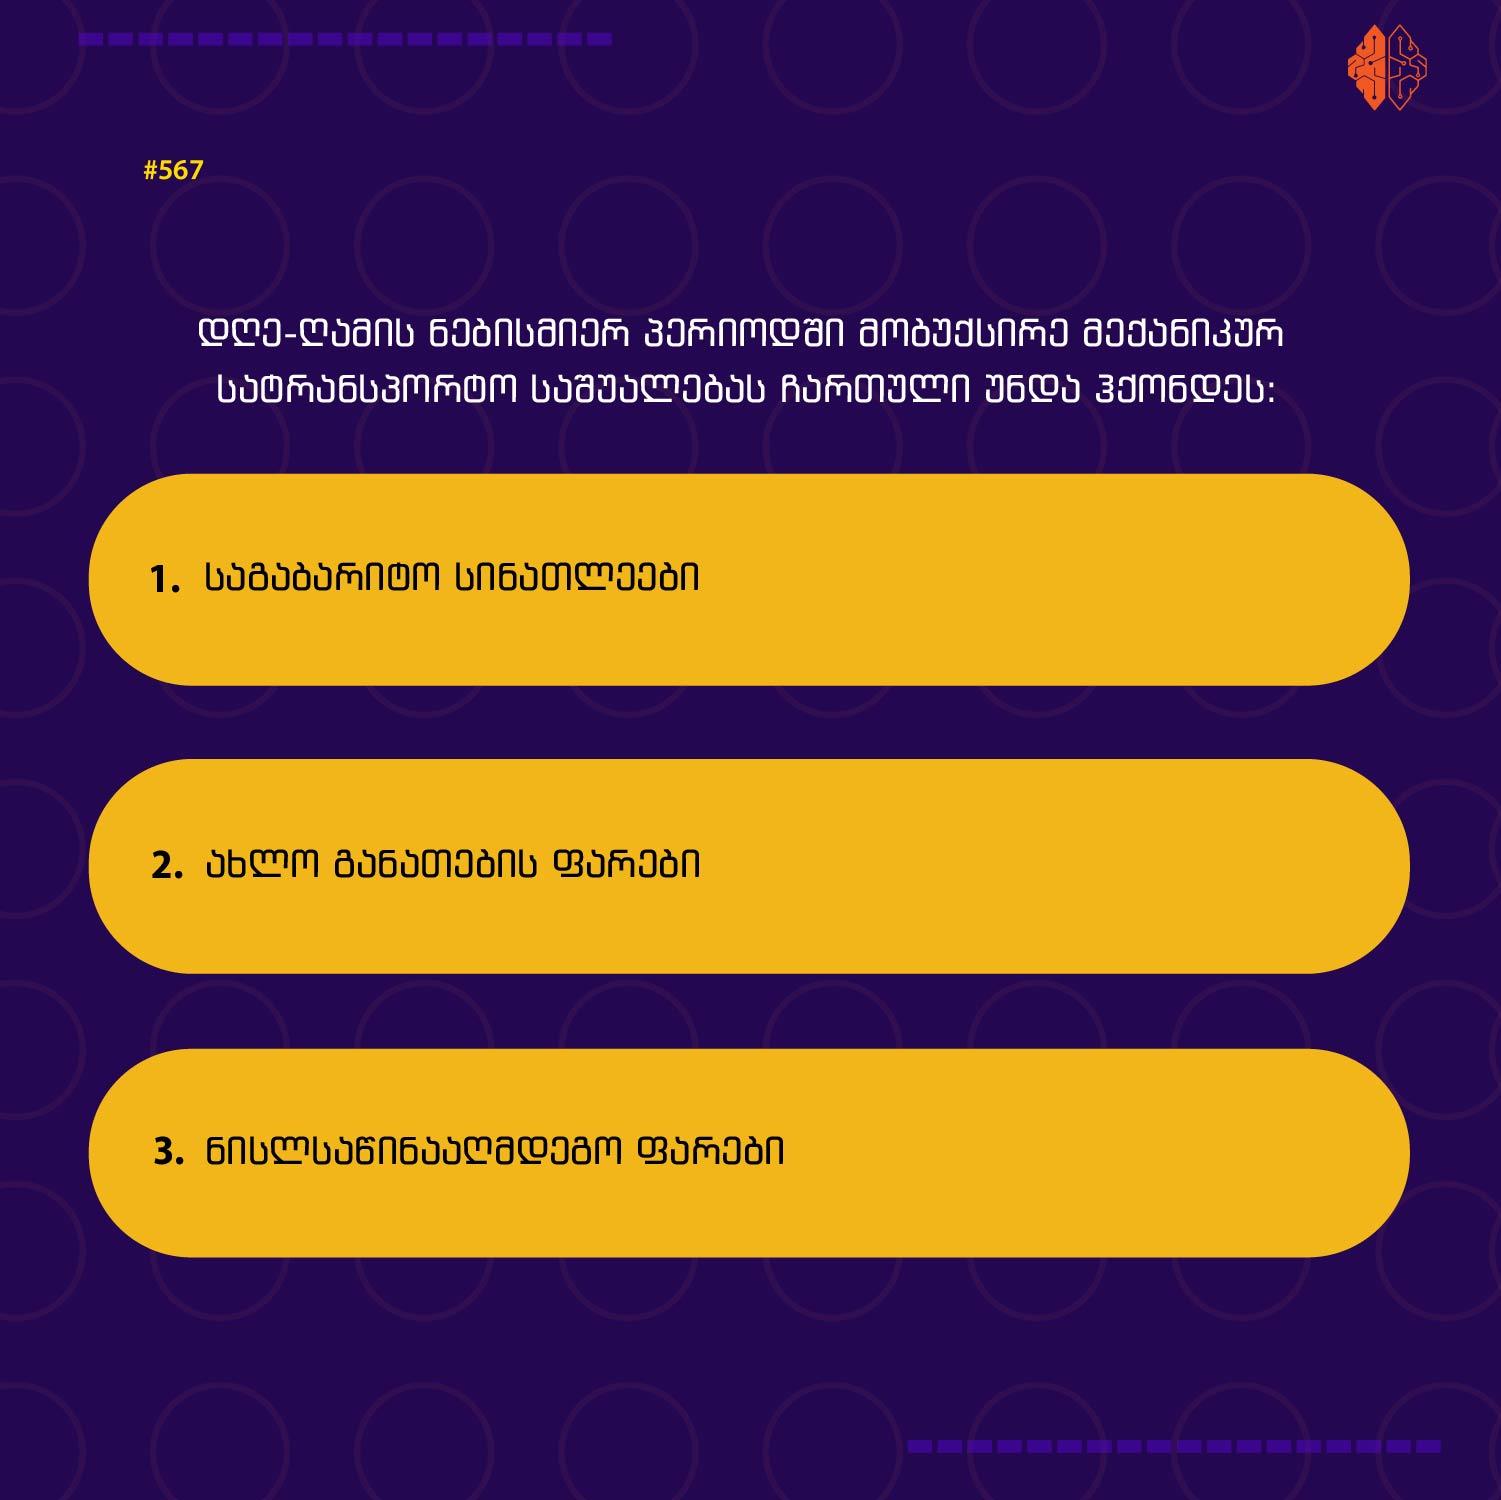 #567
დღე-ღამის ნებისმიერ პერიოდში მობუქსირე მექანიკურ
სატრანსპორტო საშუალებას ჩართული უნდა ჰქონდეს:
1. საგაბარიტო სინათლეები
2. ახლო განათების ფარები
3. ნისლსაწინააღმდეგო ფარები